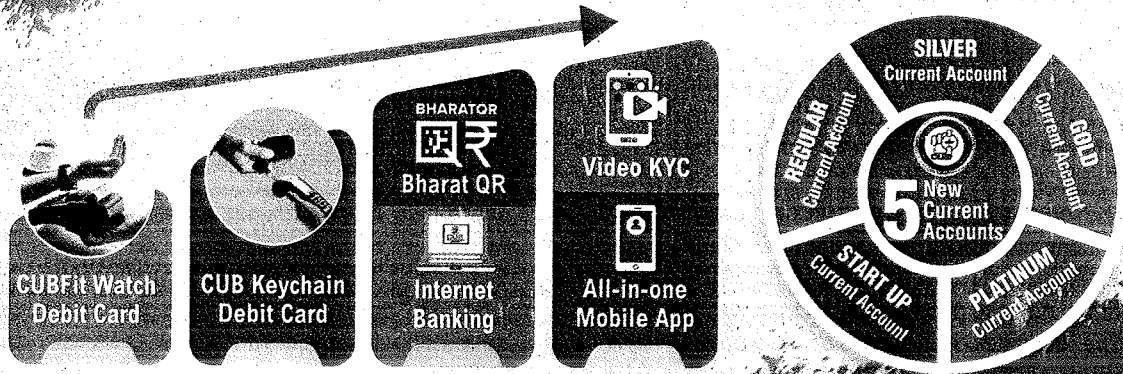 CUBFit Watch
Debit Card
CUB Keychain
Debit Card
BHARATQR
Bharat QR
Internet
Banking
Video KYC
All-in-one
Mobile App
SILVER
Current Account
GOLD
Current Account
PLATINUM
Current Account
START UP
Current Account
REGULAR
Current Account
5 New
Current
Accounts